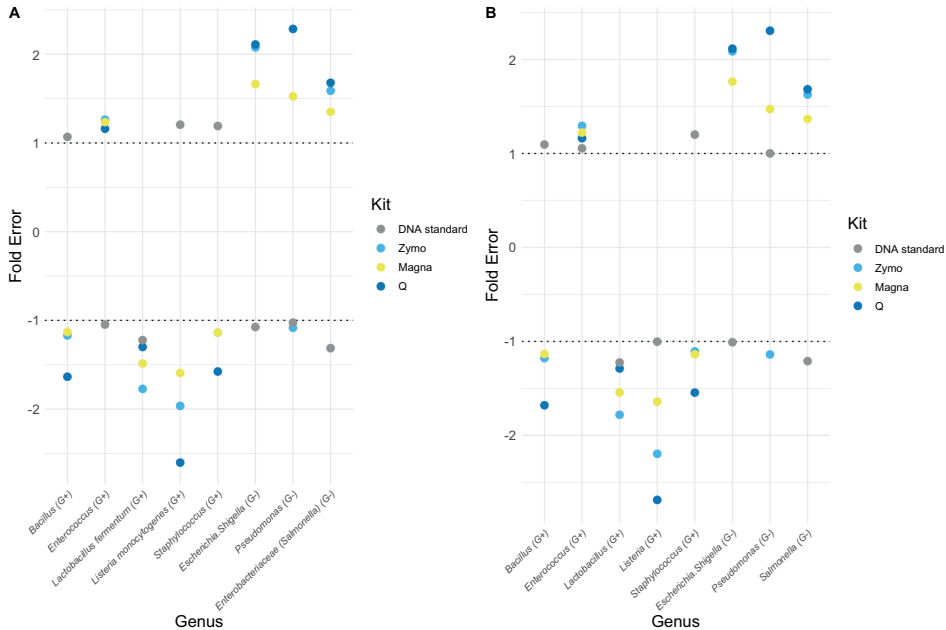 A
2
1
0
-1
-2
Fold Error
Bacillus (G+)
Enterococcus (G+)
Lactobacillus fermentum (G+)
Listeria monocytogenes (G+)
Staphylococcus (G+)
Escherichia.Shigella (G-)
Pseudomonas (G-)
Enterobacteriaceae (Salmonella) (G-)
Genus
Kit
DNA standard
Zymo
Magna
Q
B
2
1
0
-1
-2
Fold Error
Bacillus (G+)
Enterococcus (G+)
Lactobacillus (G+)
Listeria (G+)
Staphylococcus (G+)
Escherichia.Shigella (G-)
Pseudomonas (G-)
Salmonella (G-)
Genus
Kit
DNA standard
Zymo
Magna
Q